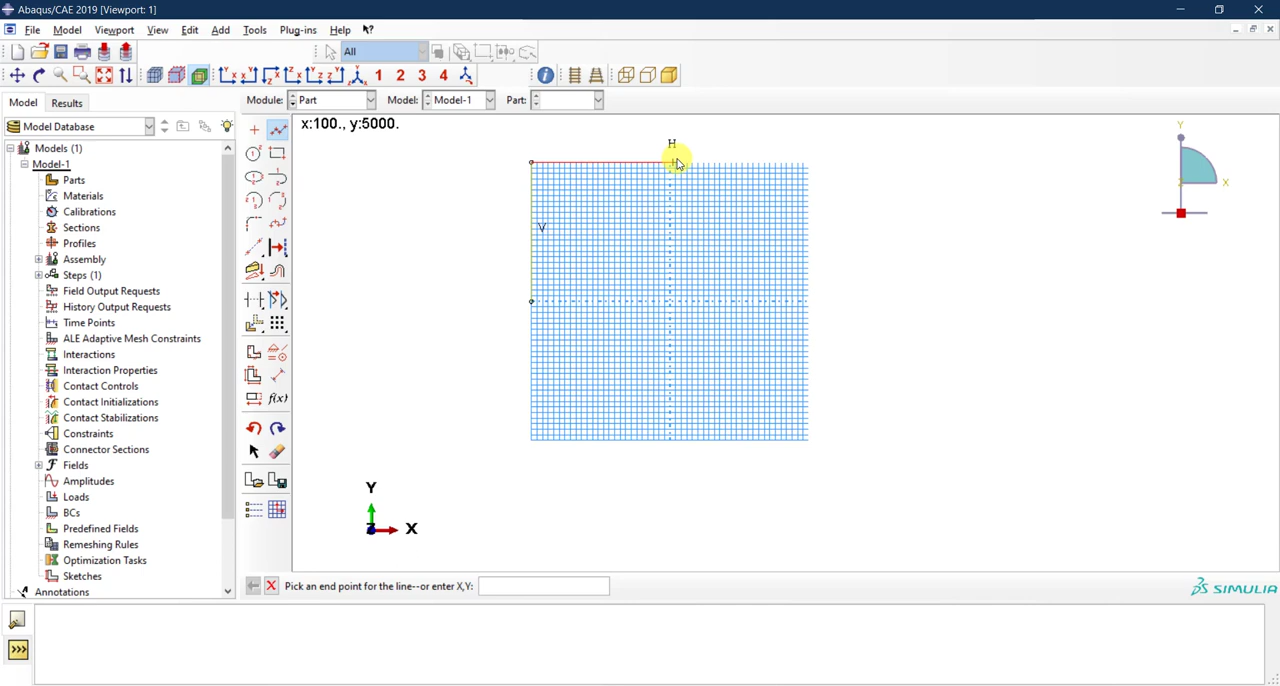 Abaqus/CAE 2019 [Viewport: 1]
File Model Viewport View Edit Add Tools Plug-ins Help
All
1 2 3 4
Model Results
Module: Part Model: Model-1 Part:
Model Database
x:100., y:5000.
Models (1)
Model-1
Parts
Materials
Calibrations
Sections
Profiles
Assembly
Steps (1)
Field Output Requests
History Output Requests
Time Points
ALE Adaptive Mesh Constraints
Interactions
Interaction Properties
Contact Controls
Contact Initializations
Contact Stabilizations
Constraints
Connector Sections
Fields
Amplitudes
Loads
BCs
Predefined Fields
Remeshing Rules
Optimization Tasks
Sketches
Annotations
f(x)
H
V
Y
X
Z
Y
X
Z
Pick an end point for the line--or enter X,Y:
SIMULIA
>>>